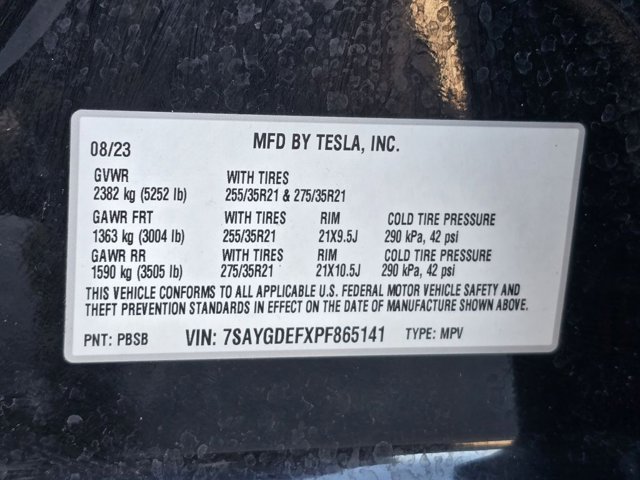 08/23 MFD BY TESLA, INC.
GVWR WITH TIRES
2382 kg (5252 lb) 255/35R21 & 275/35R21
GAWR FRT WITH TIRES RIM COLD TIRE PRESSURE
1363 kg (3004 lb) 255/35R21 21X9.5J 290 kPa, 42 psi
GAWR RR WITH TIRES RIM COLD TIRE PRESSURE
1590 kg (3505 lb) 275/35R21 21X10.5J 290 kPa, 42 psi
THIS VEHICLE CONFORMS TO ALL APPLICABLE U.S. FEDERAL MOTOR VEHICLE SAFETY AND
THEFT PREVENTION STANDARDS IN EFFECT ON THE DATE OF MANUFACTURE SHOWN ABOVE.
PNT: PBSB VIN: 7SAYGDEFXPF865141 TYPE: MPV